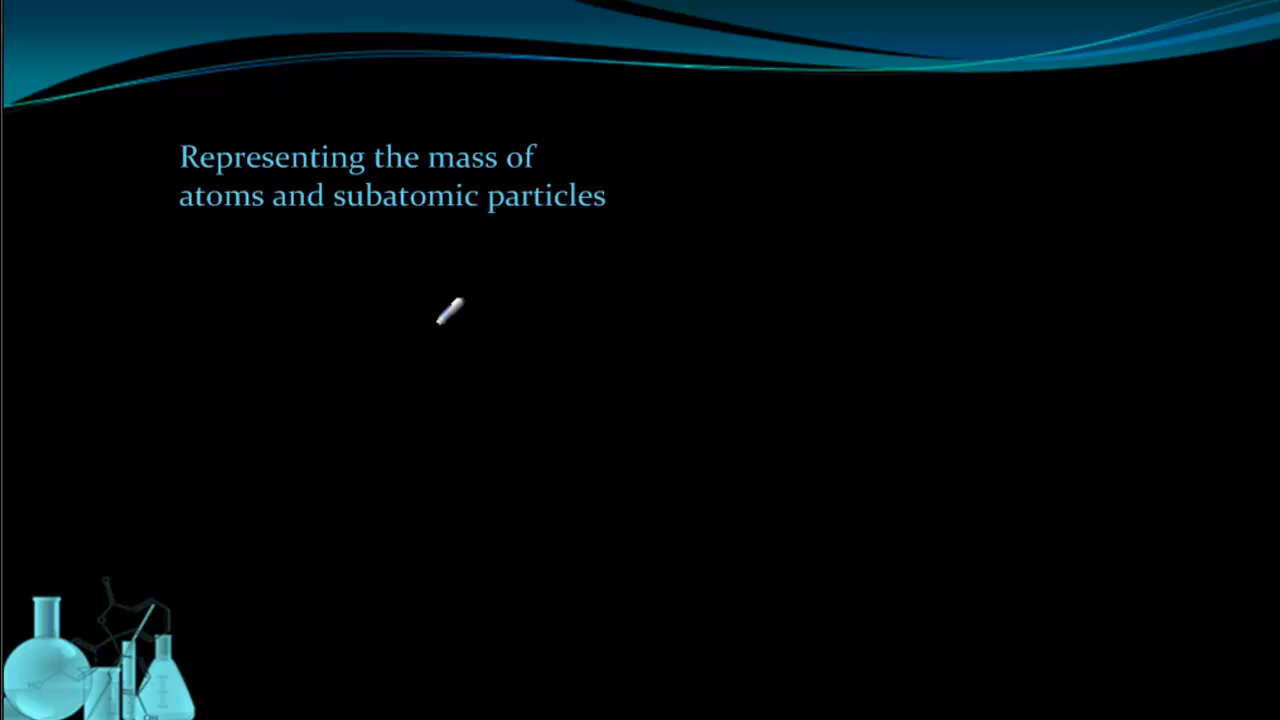 Representing the mass of
atoms and subatomic particles